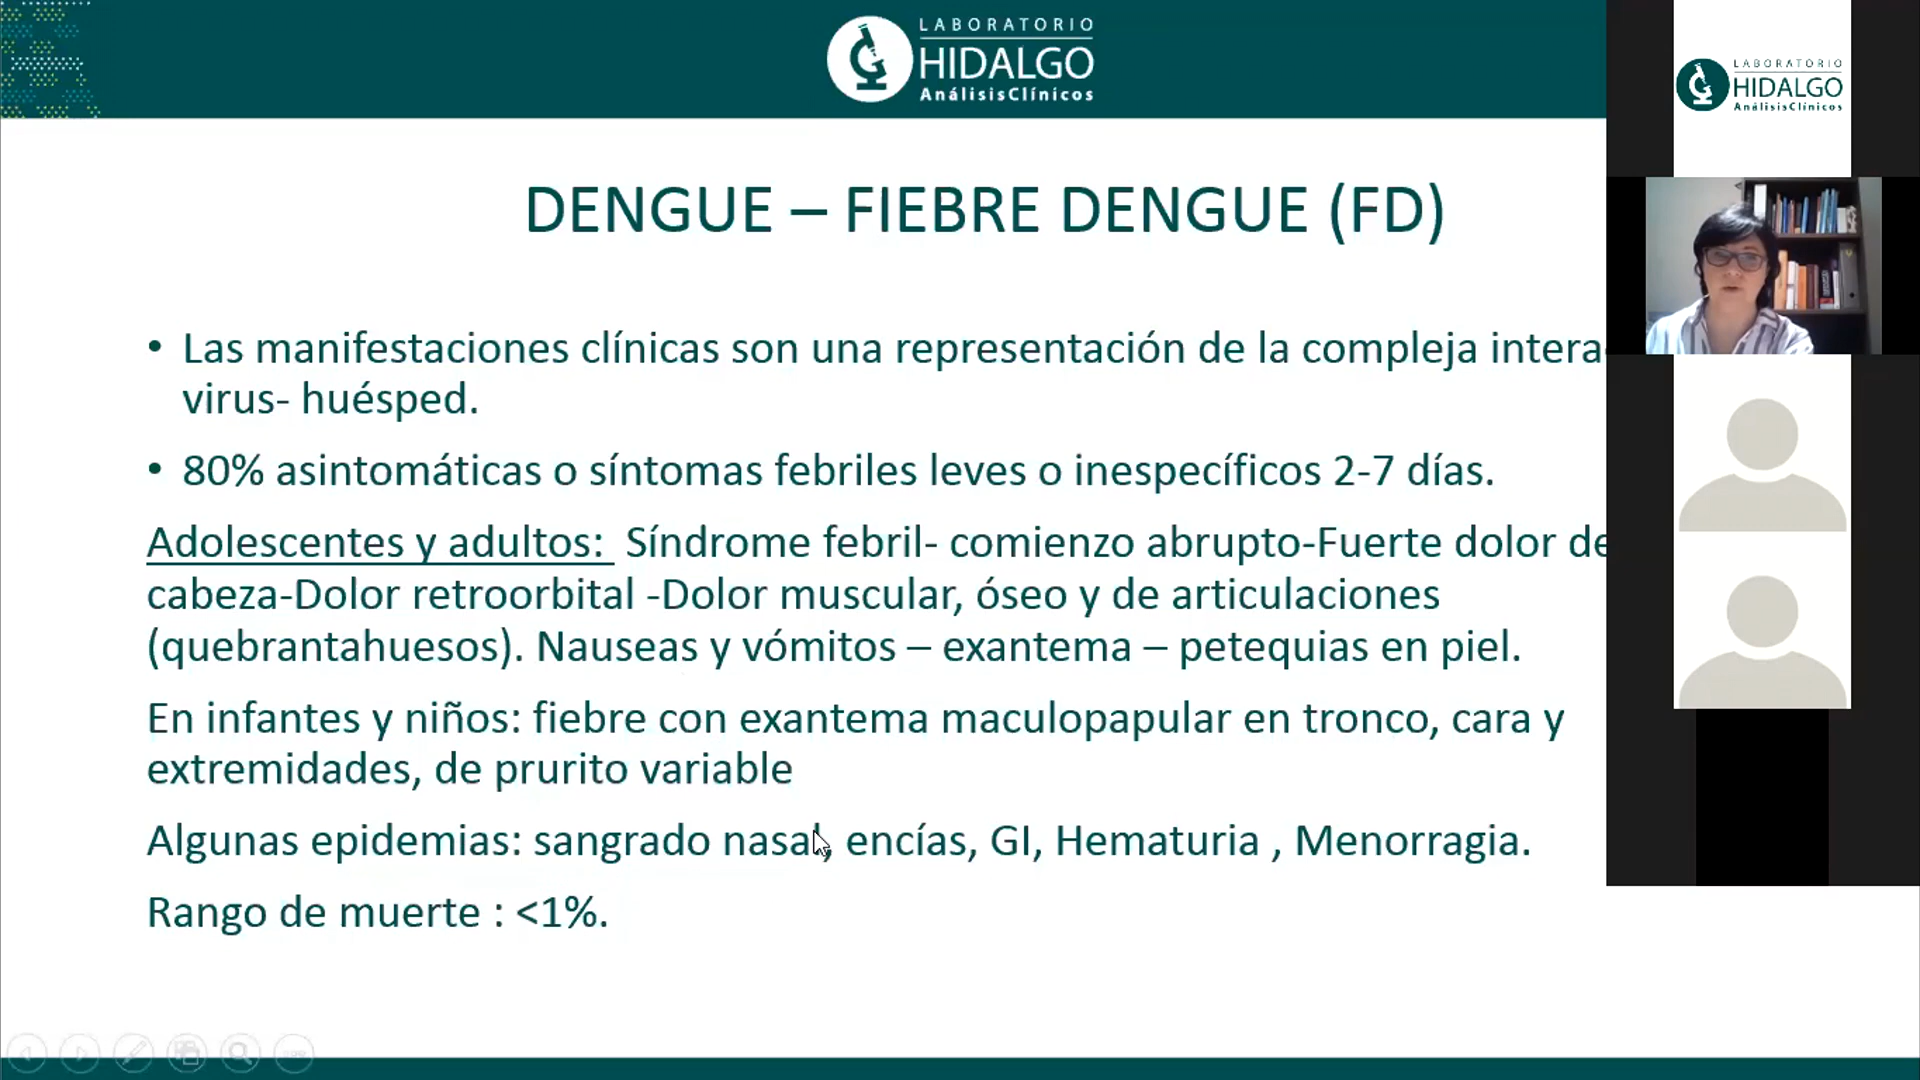 LABORATORIO
HIDALGO
AnálisisClínicos
LABORATORIO
HIDALGO
AnálisisClínicos
DENGUE – FIEBRE DENGUE (FD)
• Las manifestaciones clínicas son una representación de la compleja intera
virus- huésped.
• 80% asintomáticas o síntomas febriles leves o inespecíficos 2-7 días.
Adolescentes y adultos: Síndrome febril- comienzo abrupto-Fuerte dolor de
cabeza-Dolor retroorbital -Dolor muscular, óseo y de articulaciones
(quebrantahuesos). Nauseas y vómitos – exantema – petequias en piel.
En infantes y niños: fiebre con exantema maculopapular en tronco, cara y
extremidades, de prurito variable
Algunas epidemias: sangrado nasal, encías, GI, Hematuria , Menorragia.
Rango de muerte : <1%.